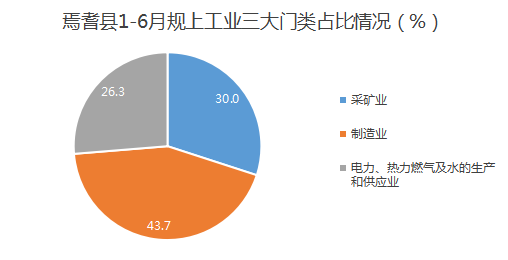 焉耆县1-6月规上工业三大门类占比情况（%）
26.3
30.0
43.7
采矿业
制造业
电力、热力燃气及水的生产
和供应业